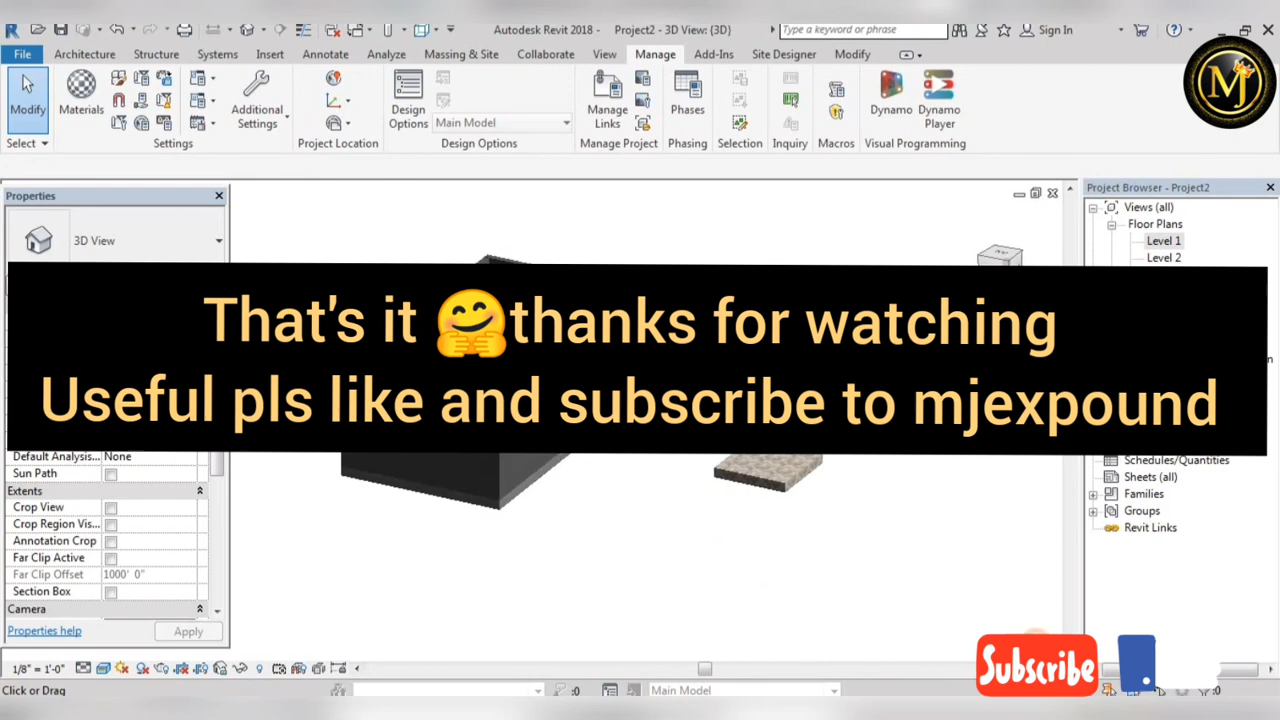 Autodesk Revit 2018 - Project2 - 3D View: {3D}
Type a keyword or phrase
Sign In
File Architecture Structure Systems Insert Annotate Analyze Massing & Site Collaborate View Manage Add-Ins Site Designer Modify
MJ
Modify
Materials
Additional Settings
Design Options
Main Model
Manage Links
Phases
Dynamo
Dynamo Player
Select Settings Project Location Design Options Manage Project Phasing Selection Inquiry Macros Visual Programming
Properties
Project Browser - Project2
3D View
Views (all)
Floor Plans
Level 1
Level 2
That's it 🤗thanks for watching
Useful pls like and subscribe to mjexpound
Default Analysis... None
Sun Path
Extents
Crop View
Crop Region Vis...
Annotation Crop
Far Clip Active
Far Clip Offset 1000' 0"
Section Box
Camera
Properties help
Apply
Schedules/Quantities
Sheets (all)
Families
Groups
Revit Links
Subscribe
1/8" = 1'-0"
Click or Drag
:0
Main Model
:0